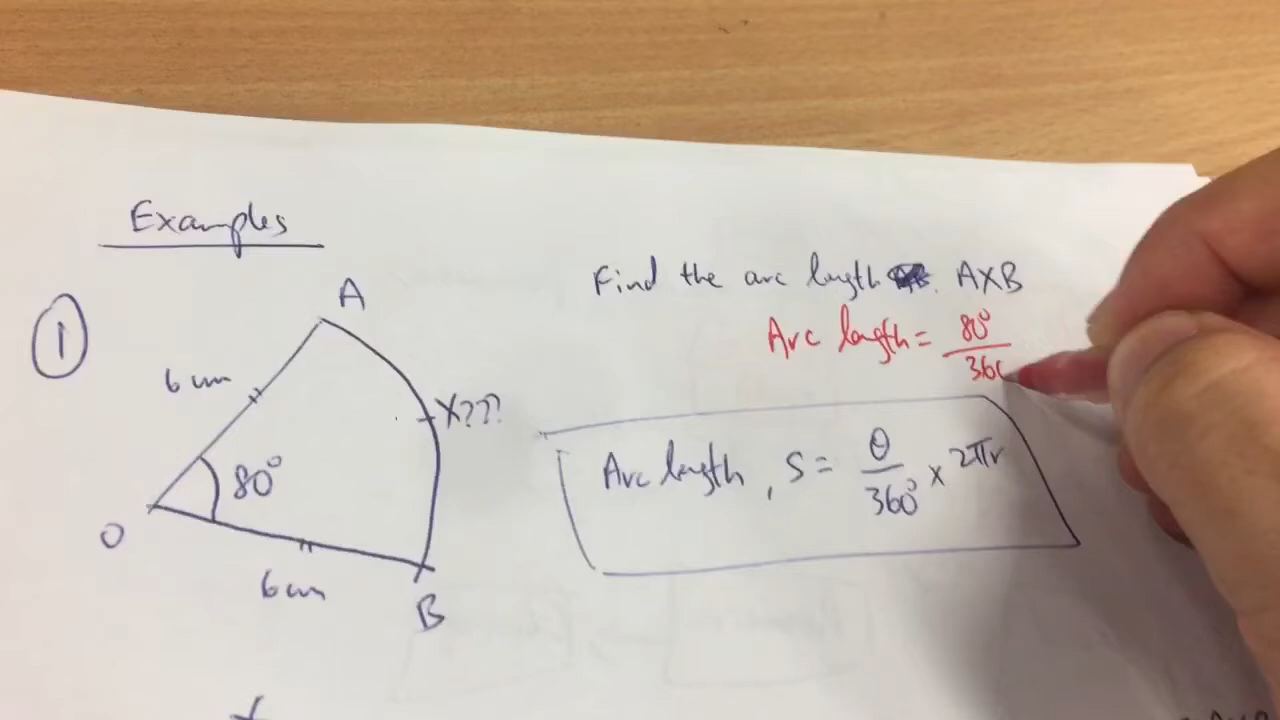 Examples
①
A
6 cm
X???
80°
O
6 cm
B
Find the arc length AXB
Arc length = 80° / 360
Arc length, S = θ / 360° × 2πr